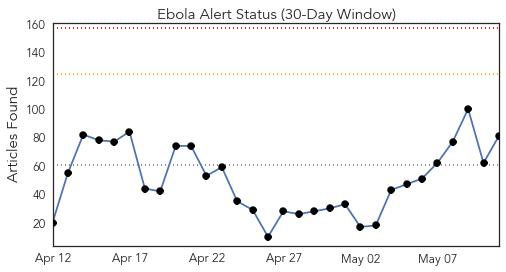 Ebola Alert Status (30-Day Window)
160
140
120
100
80
60
40
20
Articles Found
Apr 12 Apr 17 Apr 22 Apr 27 May 02 May 07